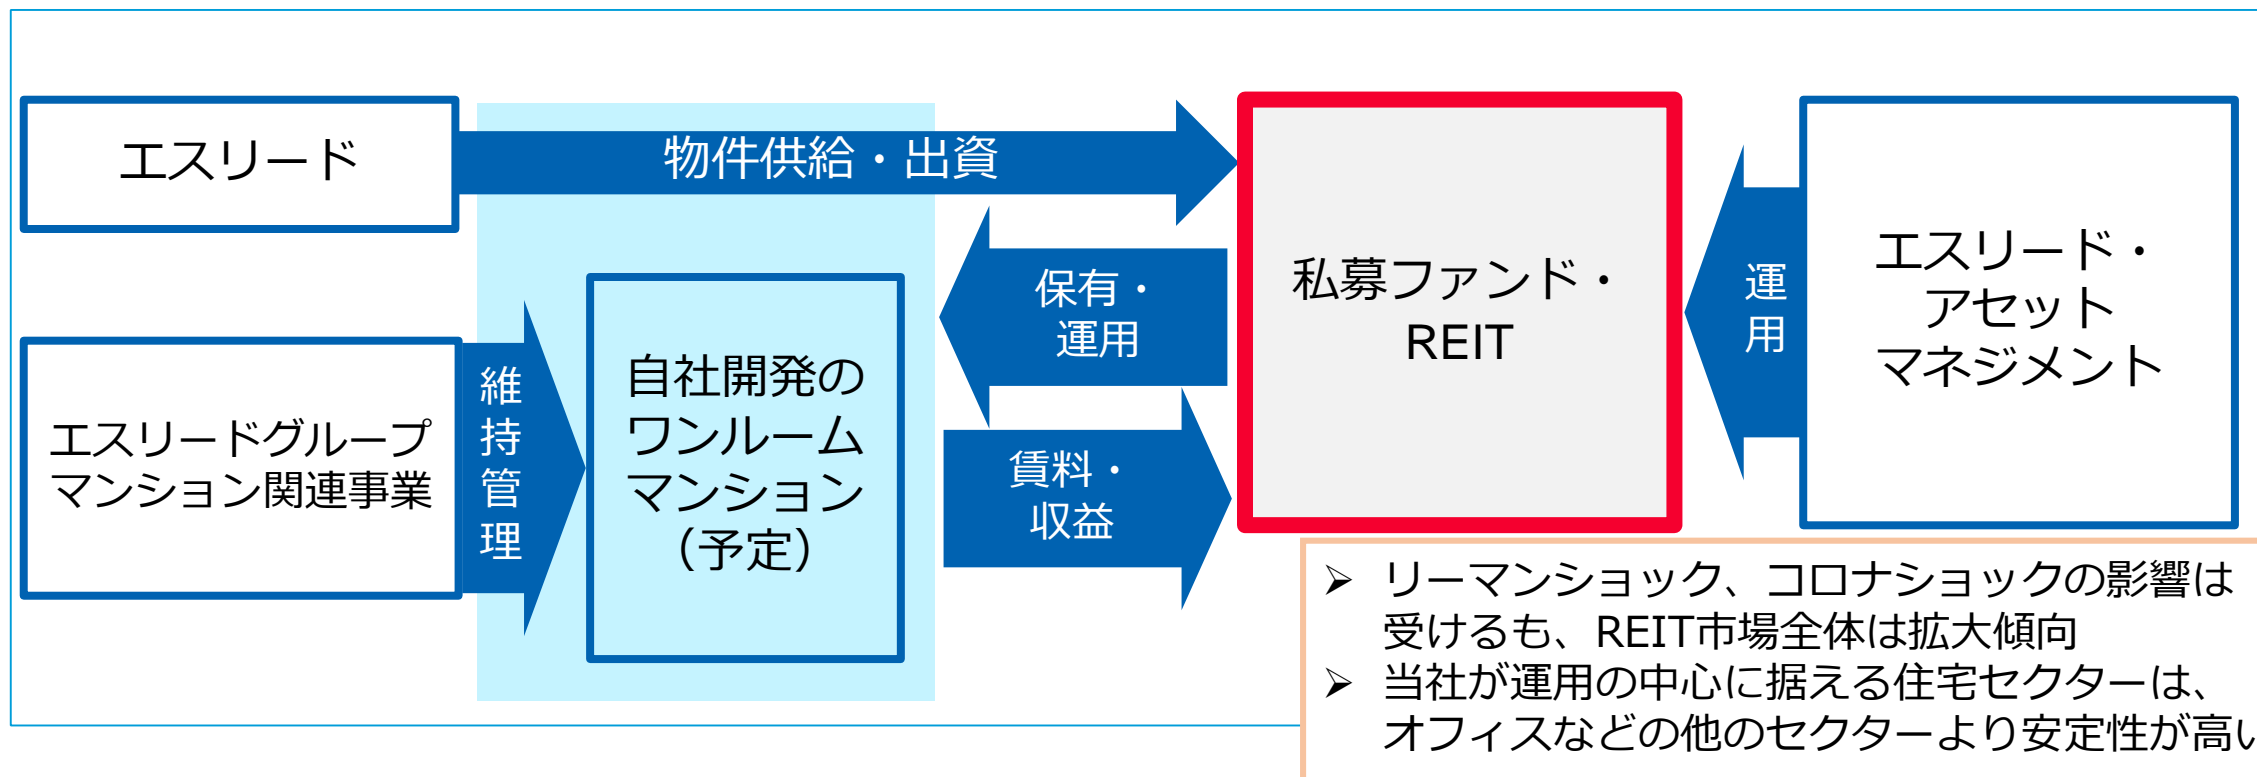 エスリード
物件供給・出資
エスリードグループ
マンション関連事業
維
持
管
理
自社開発の
ワンルーム
マンション
（予定）
保有・
運用
賃料・
収益
私募ファンド・
REIT
運
用
エスリード・
アセット
マネジメント
➢ リーマンショック、コロナショックの影響は
受けるも、REIT市場全体は拡大傾向
➢ 当社が運用の中心に据える住宅セクターは、
オフィスなどの他のセクターより安定性が高い